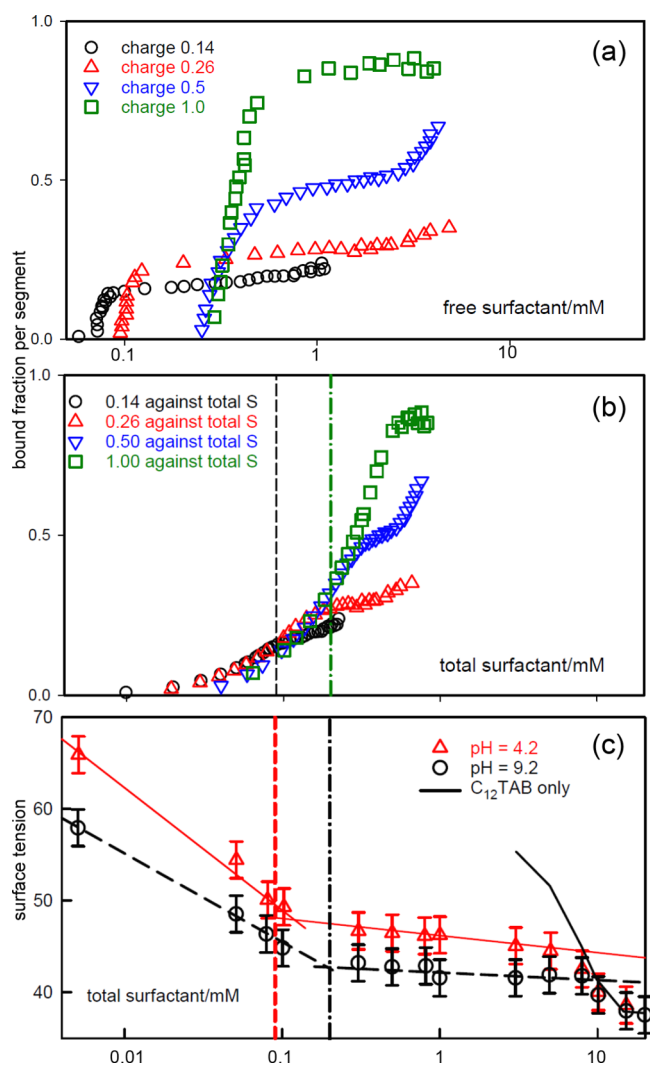 1.0
(a)
charge 0.14
charge 0.26
charge 0.5
charge 1.0
0.5
free surfactant/mM
0.0
0.1
1
10
bound fraction per segment
1.0
(b)
0.14 against total S
0.26 against total S
0.50 against total S
1.00 against total S
0.5
total surfactant/mM
0.0
70
(c)
pH = 4.2
pH = 9.2
C₁₂TAB only
60
surface tension
50
40
total surfactant/mM
0.01
0.1
1
10